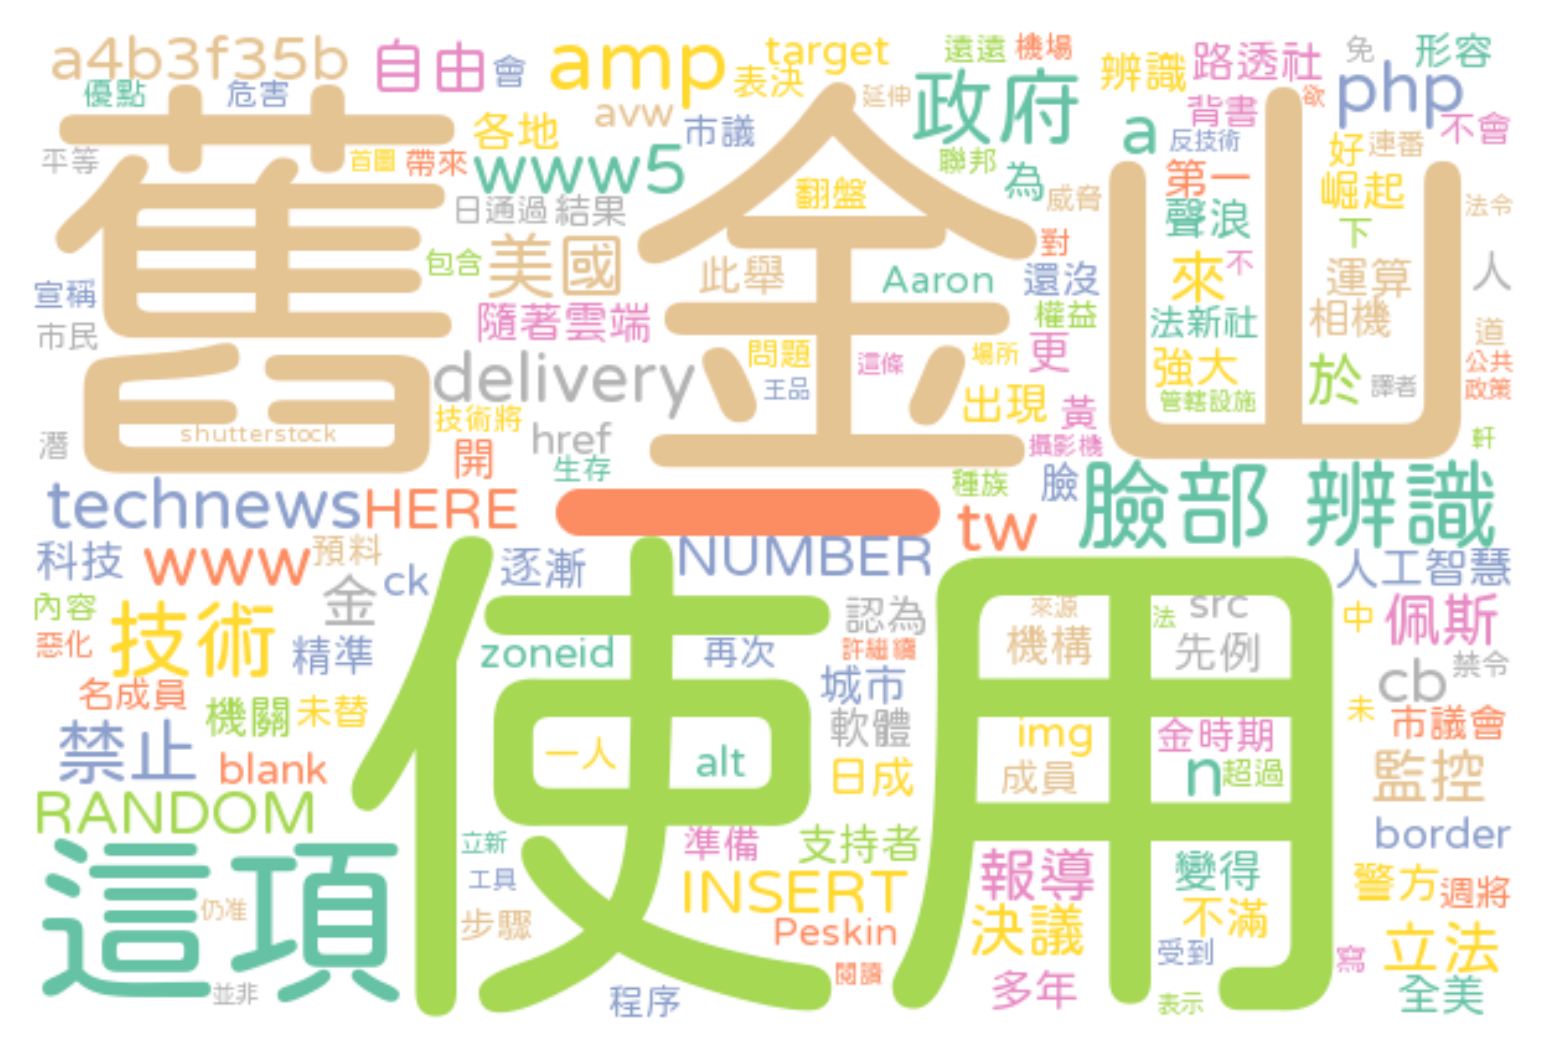 a4b3f35b 自由 會 amp target 遠遠 機場 辨識 路透社 免 形容
優點 危害 表決 延伸 政府 背書 欲 php
avw 各地 市議 a 反技術 好 連番 不會
平等 首圖 帶來 www5 聯邦 為 第一 崛起
舊金山
日通過 結果 翻盤 威脅 聲浪 下 法令
包含 美國 此舉 Aaron 對 還沒 來 不 運算 人
宣稱 隨著雲端 權益 法新社 相機 道
市民 delivery 問題 這條 場所 更 強大 於 譯者 公共
政策
王品 技術將 出現 黃 管轄設施
潛 shutterstock 開 href 攝影機 軒
生存 種族 臉 臉部 辨識
technews HERE 一 tw
科技 www 預料 逐漸 NUMBER 人工智慧
金 ck
內容 技術 認為 來源 法 src 中 佩斯
惡化 精準 zoneid 再次 許繼續 機構 先例 cb 禁令
使用
名成員 機關 未替 城市 未 市議會
禁止 blank 一人 alt 軟體 img 金時期
日成 成員 n 超過 監控
RANDOM 準備 支持者 border
立新 工具 INSERT 報導 變得 警方 週將
這項 仍准 步驟 Peskin 決議 不滿
受到 寫 立法
並非 程序 閱讀 多年 表示 全美